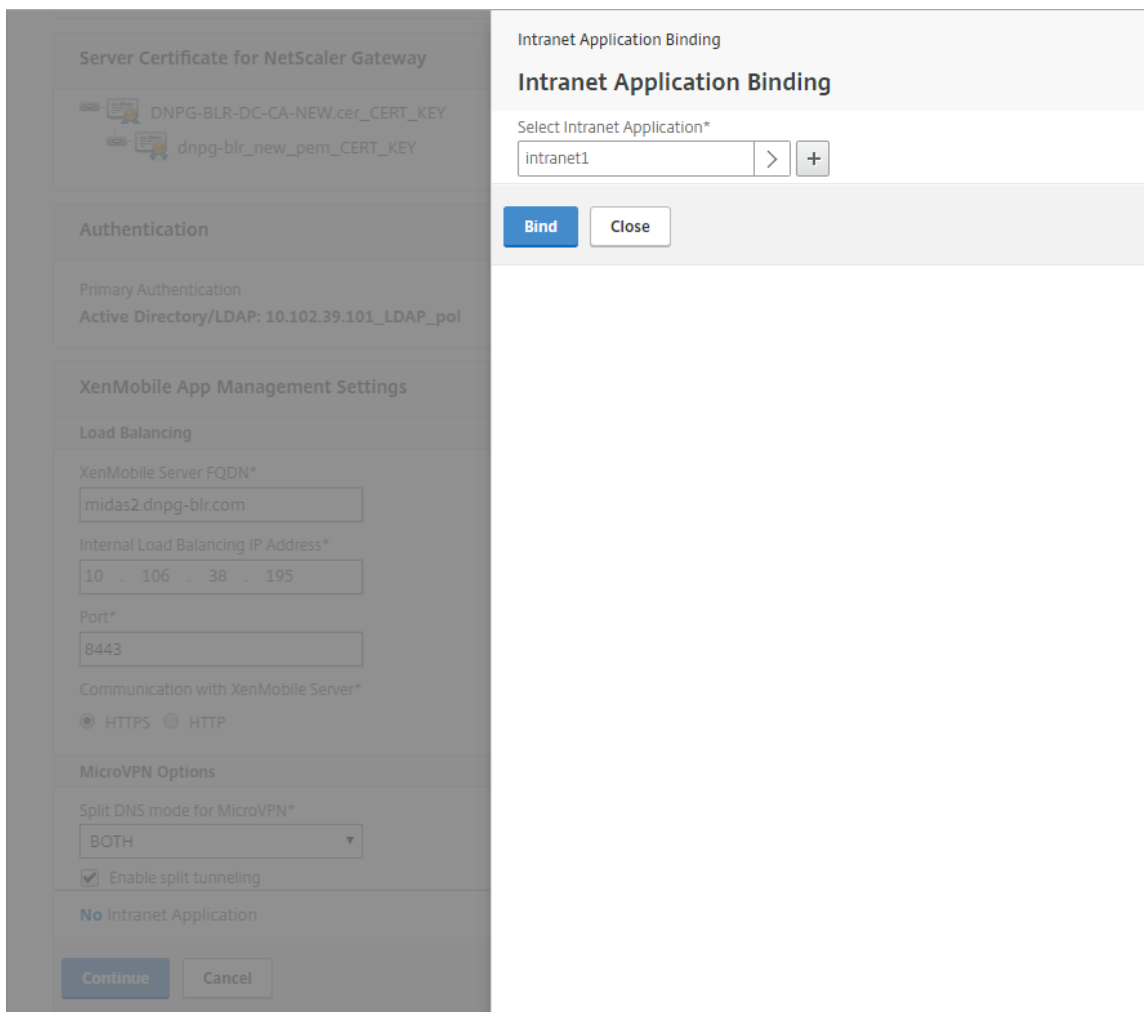 Server Certificate for NetScaler Gateway
DNPG-BLR-DC-CA-NEW.cer_CERT_KEY
dnpg-blr_new_pem_CERT_KEY
Authentication
Primary Authentication
Active Directory/LDAP: 10.102.39.101_LDAP_pol
XenMobile App Management Settings
Load Balancing
XenMobile Server FQDN*
midas2.dnpg-blr.com
Internal Load Balancing IP Address*
10 . 106 . 38 . 195
Port*
8443
Communication with XenMobile Server*
HTTPS HTTP
MicroVPN Options
Split DNS mode for MicroVPN*
BOTH
Enable split tunneling
No Intranet Application
Continue Cancel
Intranet Application Binding
Intranet Application Binding
Select Intranet Application*
intranet1
Bind Close